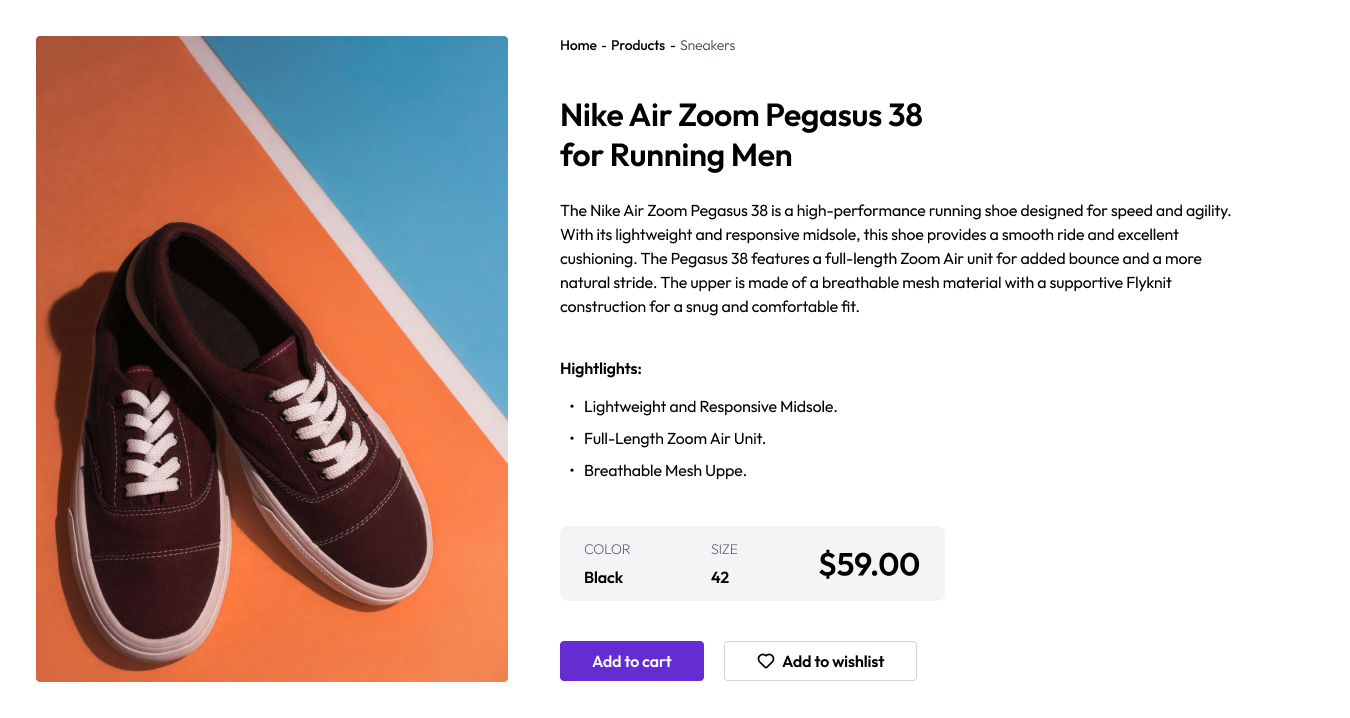 Home - Products - Sneakers
Nike Air Zoom Pegasus 38
for Running Men
The Nike Air Zoom Pegasus 38 is a high-performance running shoe designed for speed and agility.
With its lightweight and responsive midsole, this shoe provides a smooth ride and excellent
cushioning. The Pegasus 38 features a full-length Zoom Air unit for added bounce and a more
natural stride. The upper is made of a breathable mesh material with a supportive Flyknit
construction for a snug and comfortable fit.
Hightlights:
• Lightweight and Responsive Midsole.
• Full-Length Zoom Air Unit.
• Breathable Mesh Uppe.
COLOR SIZE
Black 42
$59.00
Add to cart
Add to wishlist